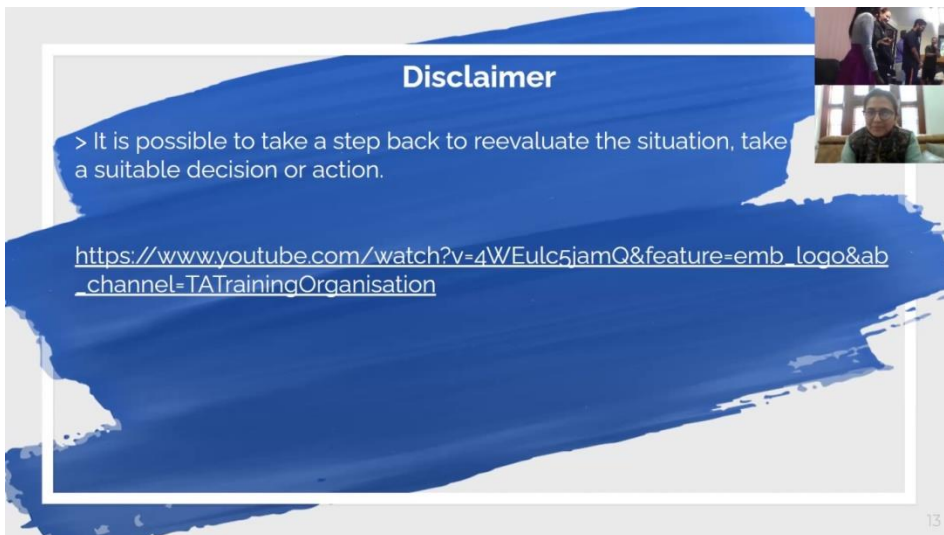 Disclaimer
> It is possible to take a step back to reevaluate the situation, take
a suitable decision or action.
https://www.youtube.com/watch?v=4WEulc5jamQ&feature=emb_logo&ab
_channel=TATrainingOrganisation
13